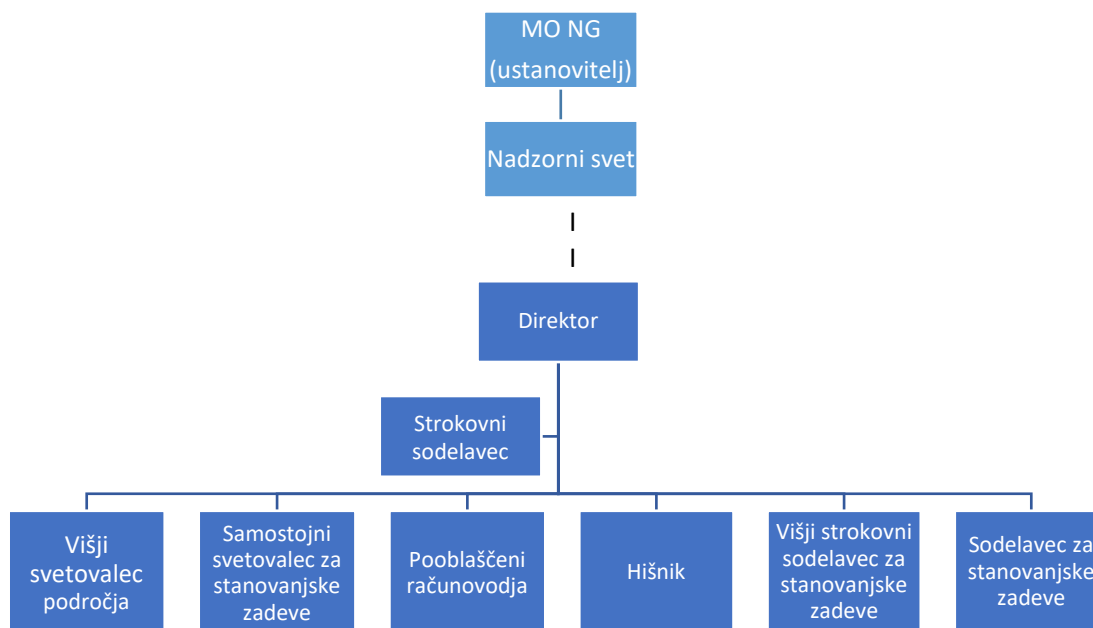 MO NG
(ustanovitelj)
Nadzorni svet
Direktor
Strokovni
sodelavec
Višji
svetovalec
področja
Samostojni
svetovalec za
stanovanjske
zadeve
Pooblaščeni
računovodja
Hišnik
Višji strokovni
sodelavec za
stanovanjske
zadeve
Sodelavec za
stanovanjske
zadeve